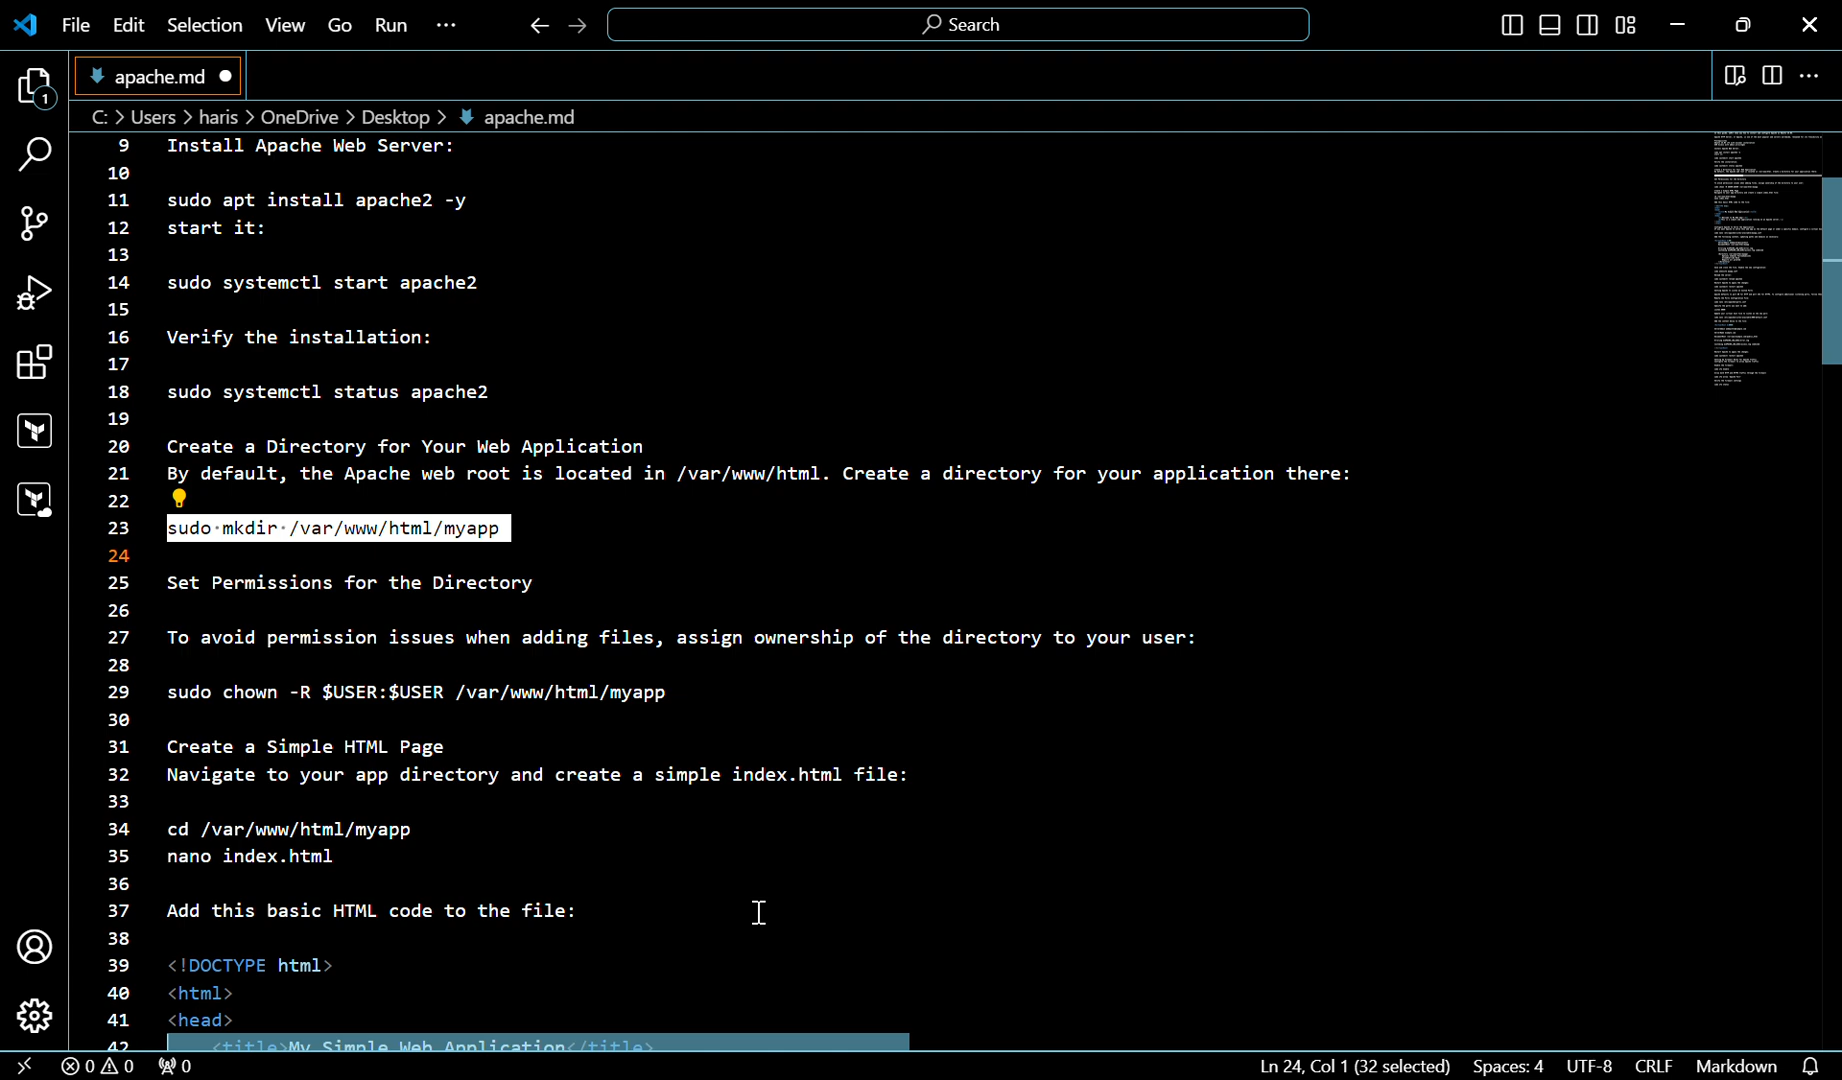 File Edit Selection View Go Run ··· Search
apache.md
C: > Users > haris > OneDrive > Desktop > apache.md
9 Install Apache Web Server:
10
11 sudo apt install apache2 -y
12 start it:
13
14 sudo systemctl start apache2
15
16 Verify the installation:
17
18 sudo systemctl status apache2
19
20 Create a Directory for Your Web Application
21 By default, the Apache web root is located in /var/www/html. Create a directory for your application there:
22
23 sudo·mkdir·/var/www/html/myapp
24
25 Set Permissions for the Directory
26
27 To avoid permission issues when adding files, assign ownership of the directory to your user:
28
29 sudo chown -R $USER:$USER /var/www/html/myapp
30
31 Create a Simple HTML Page
32 Navigate to your app directory and create a simple index.html file:
33
34 cd /var/www/html/myapp
35 nano index.html
36
37 Add this basic HTML code to the file:
38
39 <!DOCTYPE html>
40 <html>
41 <head>
42 <title>My Simple Web Application</title>
1
0 0 0 Ln 24, Col 1 (32 selected) Spaces: 4 UTF-8 CRLF Markdown